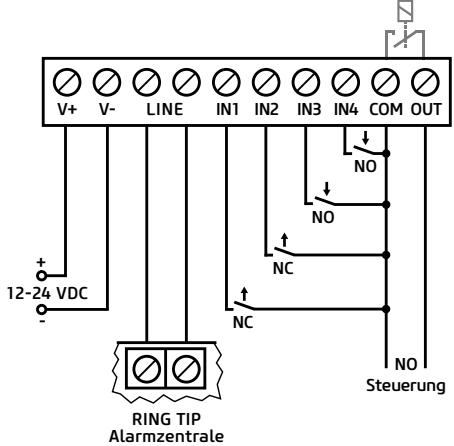 V+ V- LINE IN1 IN2 IN3 IN4 COM OUT
NO
NO
NC
NC
+
12-24 VDC
-
NO
Steuerung
RING TIP
Alarmzentrale